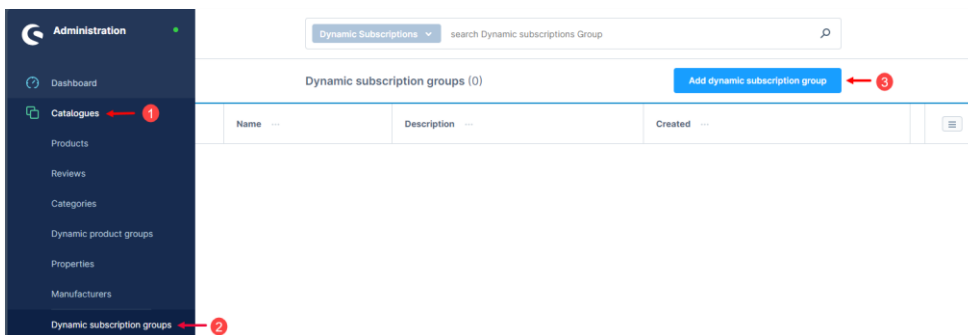 Administration
Dynamic Subscriptions
search Dynamic subscriptions Group
Dashboard
Dynamic subscription groups (0)
Add dynamic subscription group
3
Catalogues
1
Name ...
Description ...
Created ...
Products
Reviews
Categories
Dynamic product groups
Properties
Manufacturers
Dynamic subscription groups
2